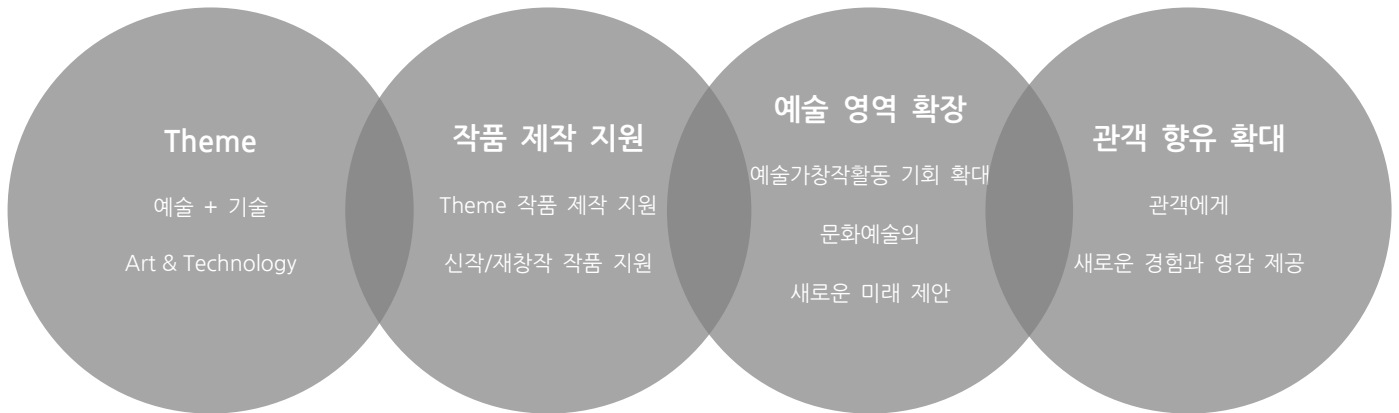 Theme
예술 + 기술
Art & Technology
작품 제작 지원
Theme 작품 제작 지원
신작/재창작 작품 지원
예술 영역 확장
예술가창작활동 기회 확대
문화예술의
새로운 미래 제안
관객 향유 확대
관객에게
새로운 경험과 영감 제공